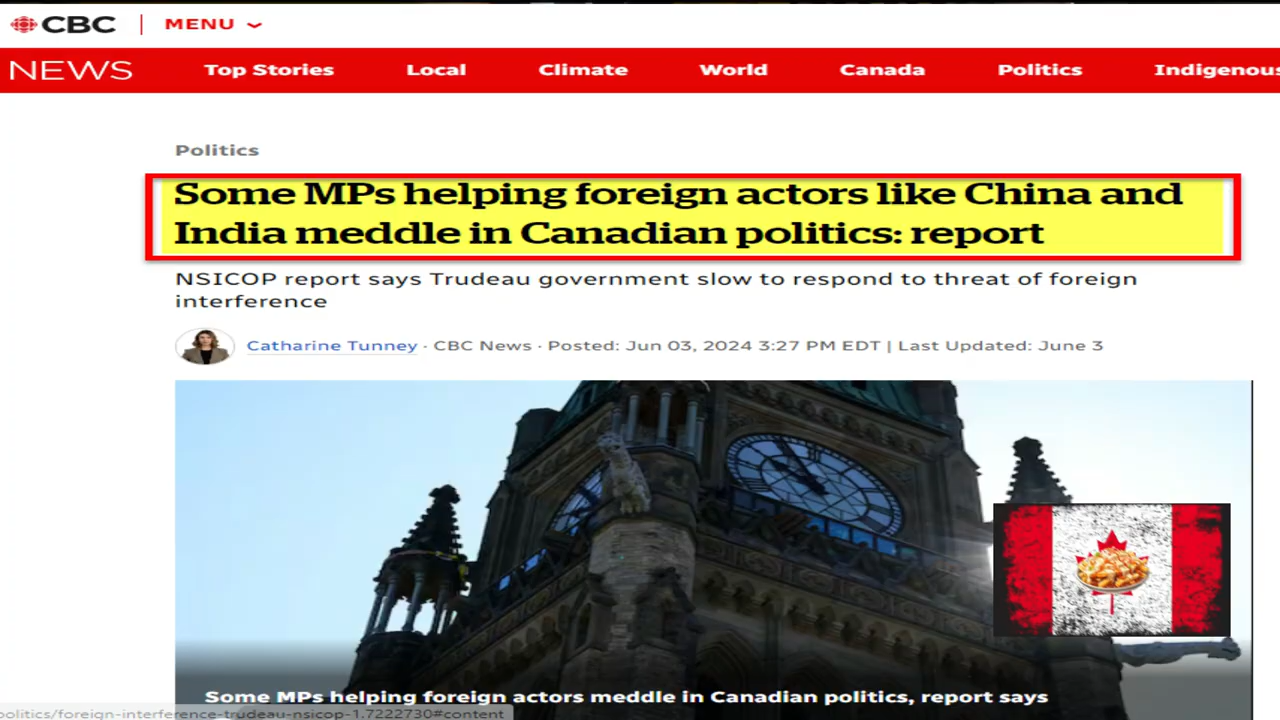 CBC
MENU
NEWS
Top Stories Local Climate World Canada Politics Indigenous
Politics
Some MPs helping foreign actors like China and
India meddle in Canadian politics: report
NSICOP report says Trudeau government slow to respond to threat of foreign
interference
Catharine Tunney · CBC News · Posted: Jun 03, 2024 3:27 PM EDT | Last Updated: June 3
Some MPs helping foreign actors meddle in Canadian politics, report says
politics/foreign-interference-trudeau-nsicop-1.7222730#content